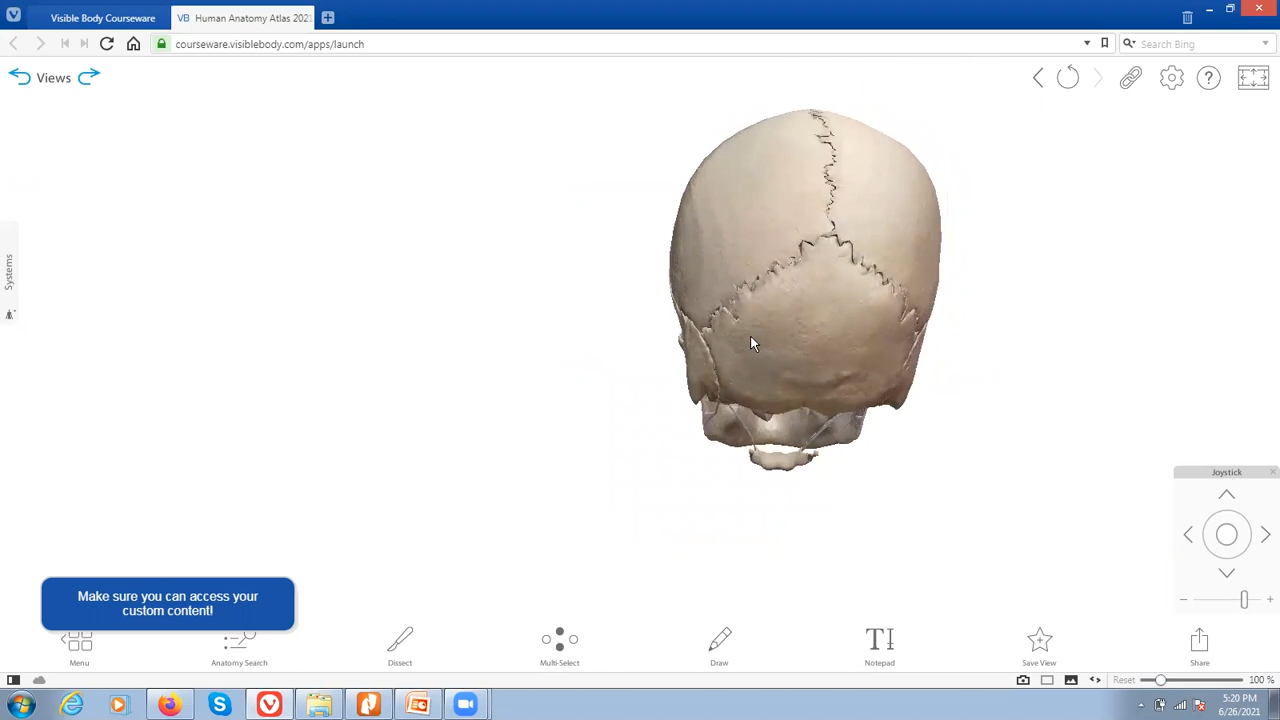 Visible Body Courseware
VB Human Anatomy Atlas 2021
courseware.visiblebody.com/apps/launch
Search Bing
Views
Systems
Joystick
Make sure you can access your
custom content!
Menu
Anatomy Search
Dissect
Multi-Select
Draw
Notepad
Save View
Share
Reset
100 %
5:20 PM
6/26/2021